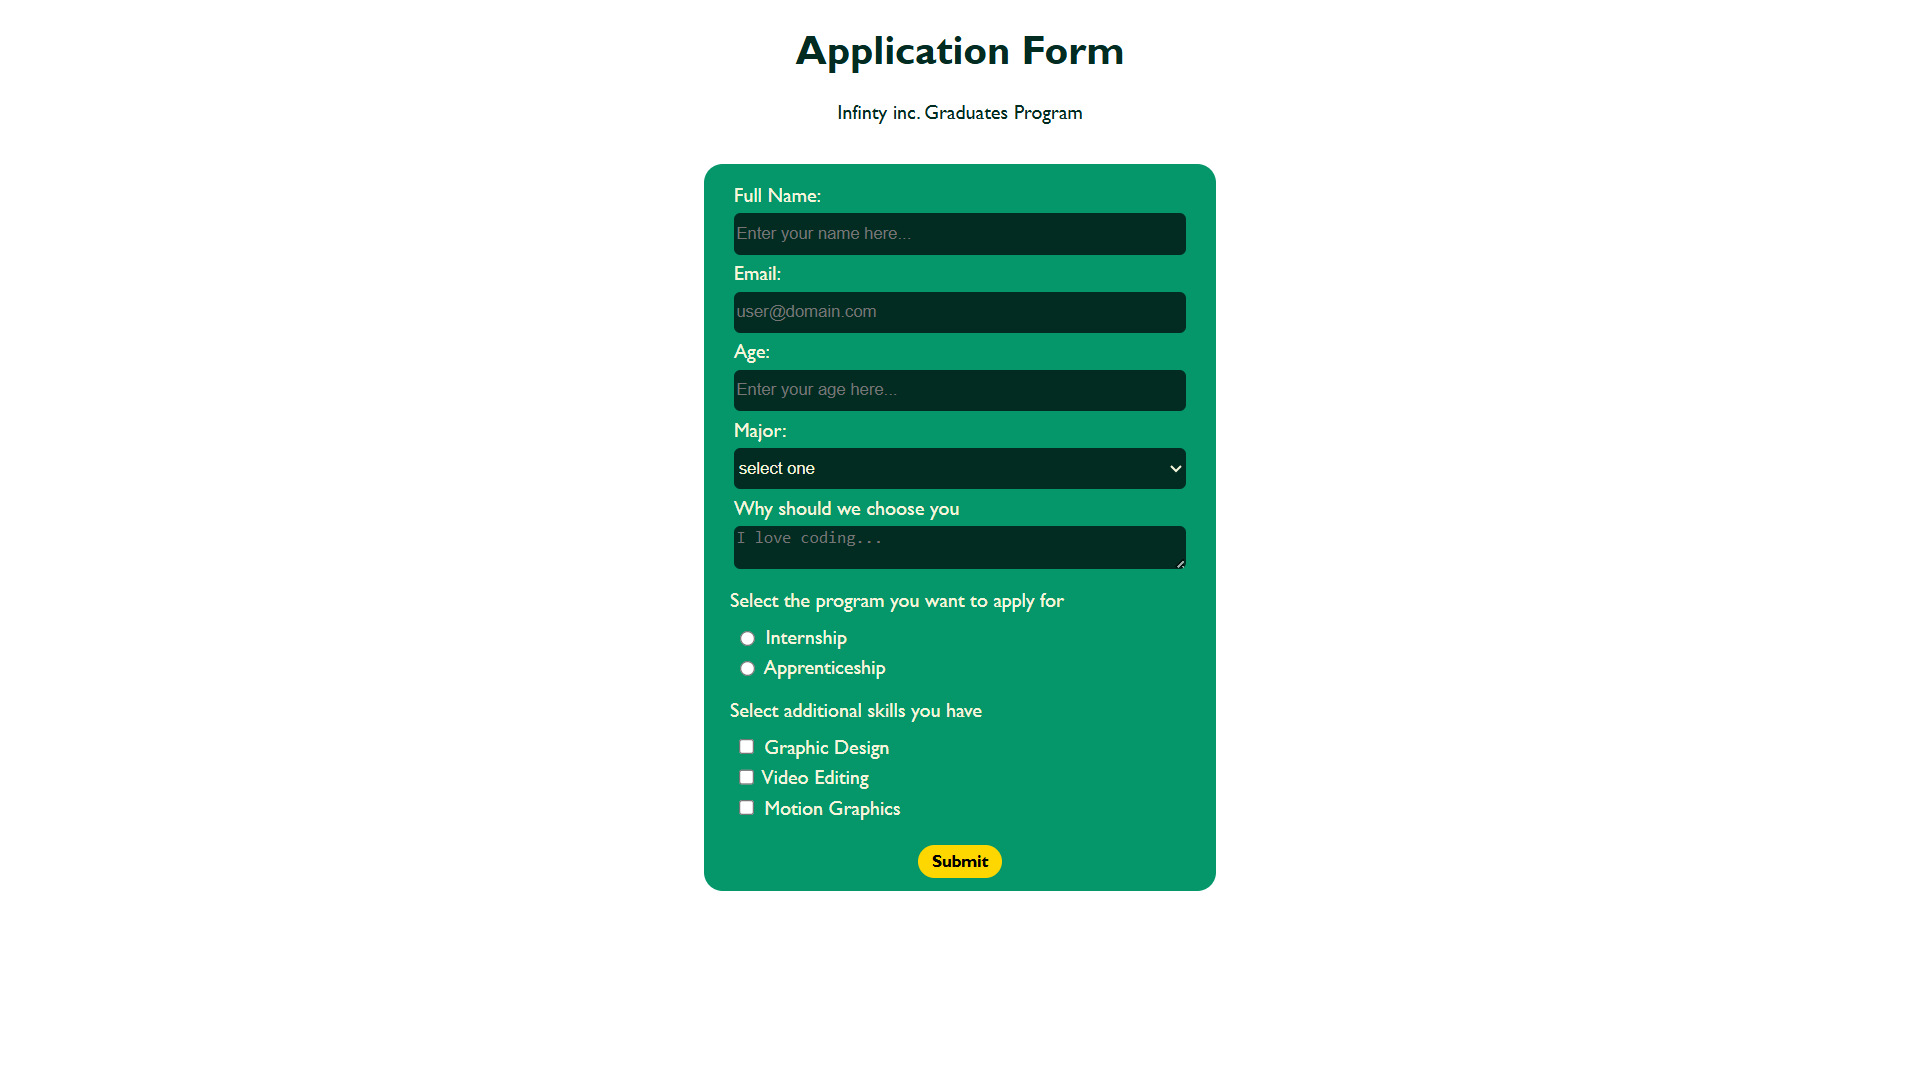 Application Form
Infinty inc. Graduates Program
Full Name:
Enter your name here...
Email:
user@domain.com
Age:
Enter your age here...
Major:
select one
Why should we choose you
I love coding...
Select the program you want to apply for
Internship
Apprenticeship
Select additional skills you have
Graphic Design
Video Editing
Motion Graphics
Submit